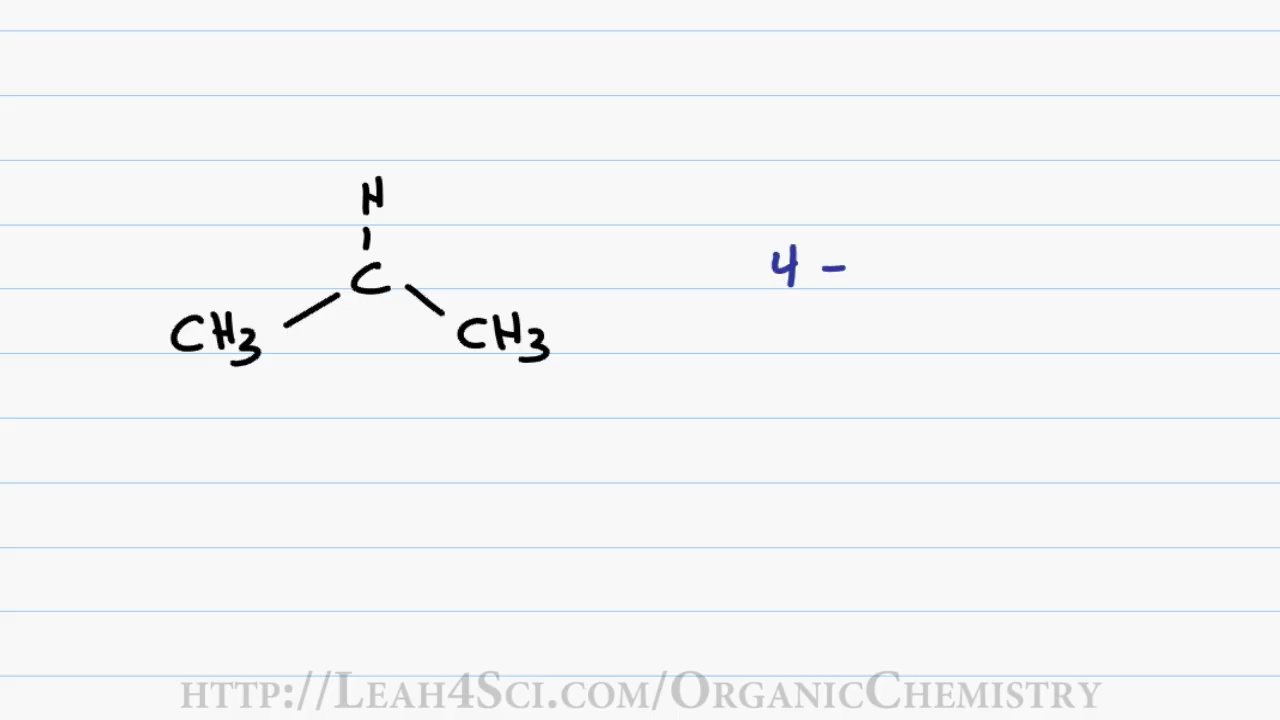 H
C
CH3 CH3
4 –
HTTP://LEAH4SCI.COM/ORGANICCHEMISTRY